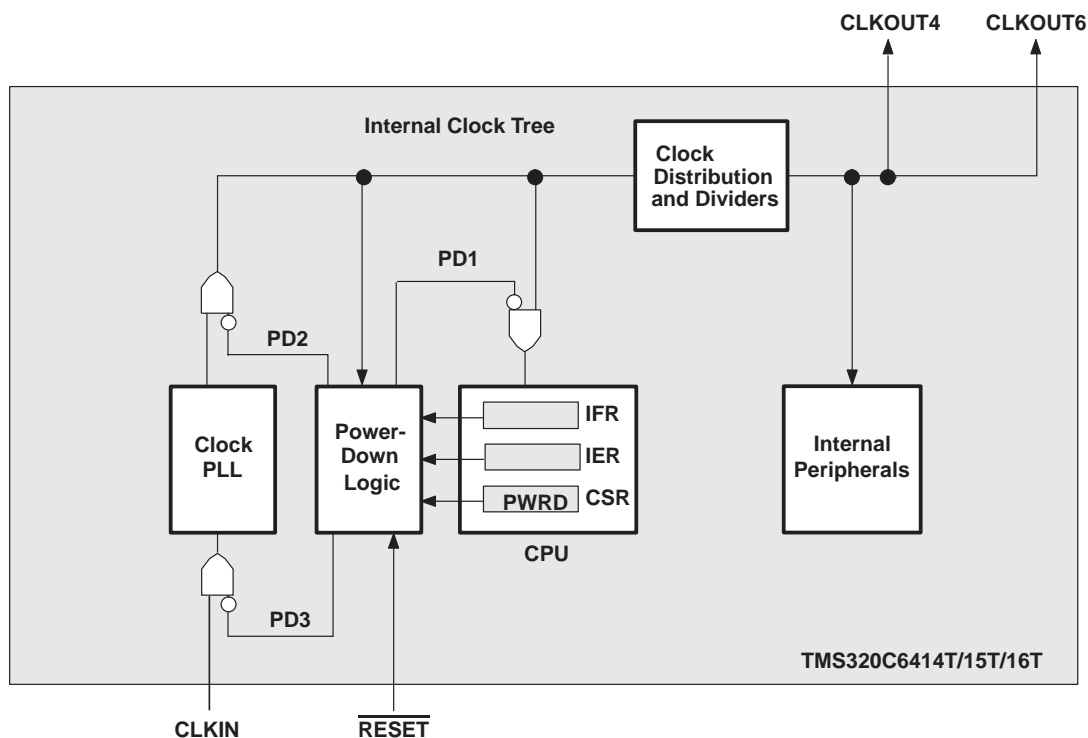 CLKOUT4
CLKOUT6
Internal Clock Tree
Clock
Distribution
and Dividers
PD1
PD2
Clock
PLL
Power-
Down
Logic
IFR
IER
PWRD
CSR
CPU
Internal
Peripherals
PD3
TMS320C6414T/15T/16T
CLKIN
RESET